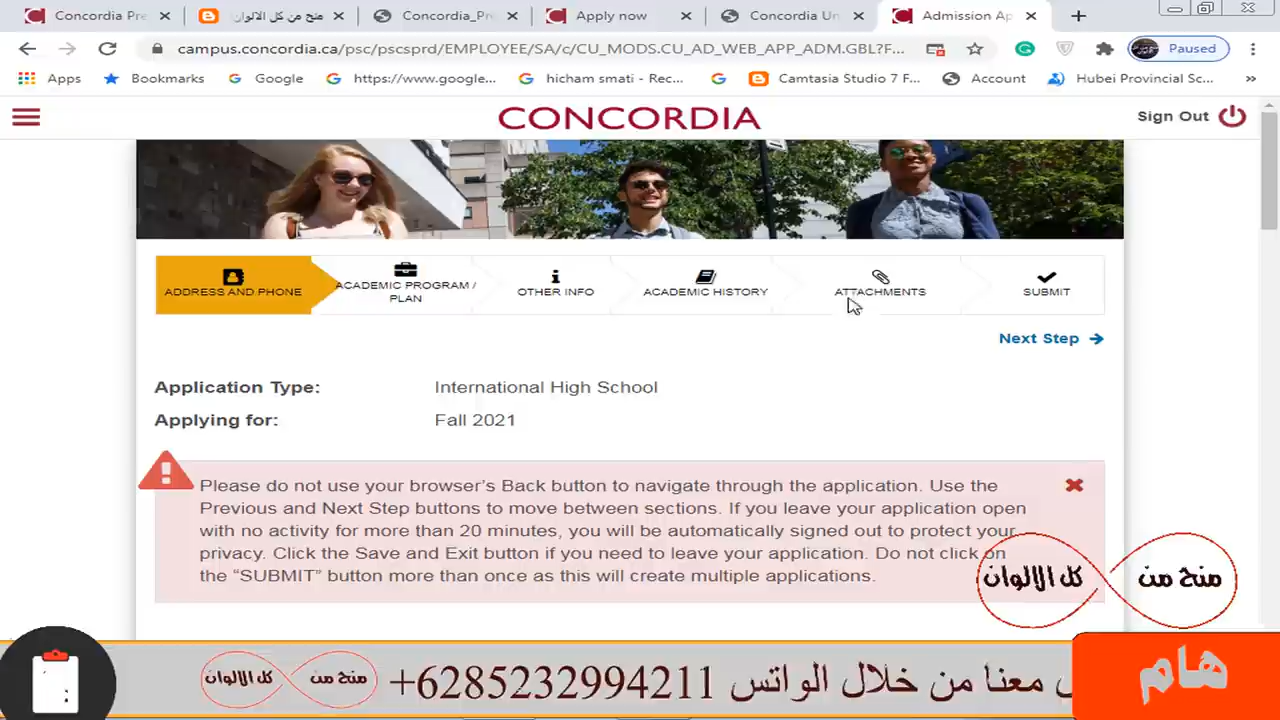 Concordia Pre
منح من كل الالوان
Concordia_Pr
Apply now
Concordia Un
Admission Ap
campus.concordia.ca/psc/pscsprd/EMPLOYEE/SA/c/CU_MODS.CU_AD_WEB_APP_ADM.GBL?F...
Paused
Apps
Bookmarks
Google
https://www.google...
hicham smati - Rec...
Camtasia Studio 7 F...
Account
Hubei Provincial Sc...
»
CONCORDIA
Sign Out
ADDRESS AND PHONE
ACADEMIC PROGRAM /
PLAN
OTHER INFO
ACADEMIC HISTORY
ATTACHMENTS
SUBMIT
Next Step
Application Type: International High School
Applying for: Fall 2021
Please do not use your browser's Back button to navigate through the application. Use the
Previous and Next Step buttons to move between sections. If you leave your application open
with no activity for more than 20 minutes, you will be automatically signed out to protect your
privacy. Click the Save and Exit button if you need to leave your application. Do not click on
the “SUBMIT” button more than once as this will create multiple applications.
منح من كل الالوان
هام
معنا من خلال الواتس +6285232994211
منح من كل الالوان